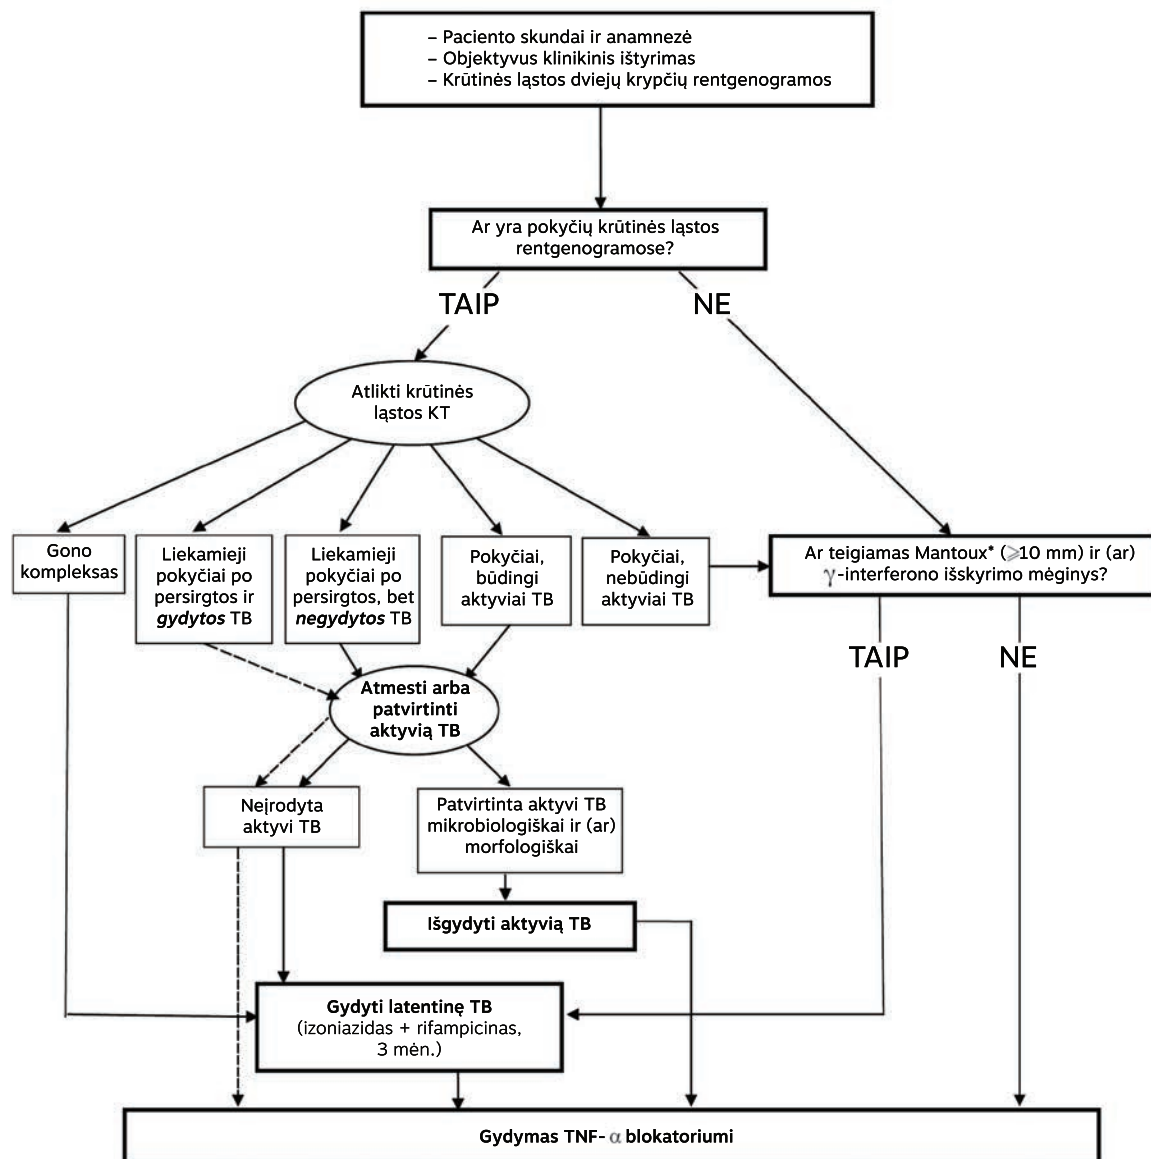 – Paciento skundai ir anamnezė
– Objektyvus klinikinis ištyrimas
– Krūtinės ląstos dviejų krypčių rentgenogramos
Ar yra pokyčių krūtinės ląstos
rentgenogramose?
TAIP
NE
Atlikti krūtinės
ląstos KT
Gono
kompleksas
Liekamieji
pokyčiai po
persirgtos ir
gydytos TB
Liekamieji
pokyčiai po
persirgtos, bet
negydytos TB
Pokyčiai,
būdingi
aktyviai TB
Pokyčiai,
nebūdingi
aktyviai TB
Ar teigiamas Mantoux* (⩾10 mm) ir (ar)
γ-interferono išskyrimo mėginys?
TAIP
NE
Atmesti arba
patvirtinti
aktyvią TB
Neįrodyta
aktyvi TB
Patvirtinta aktyvi TB
mikrobiologiškai ir (ar)
morfologiškai
Išgydyti aktyvią TB
Gydyti latentinę TB
(izoniazidas + rifampicinas,
3 mėn.)
Gydymas TNF- α blokatoriumi